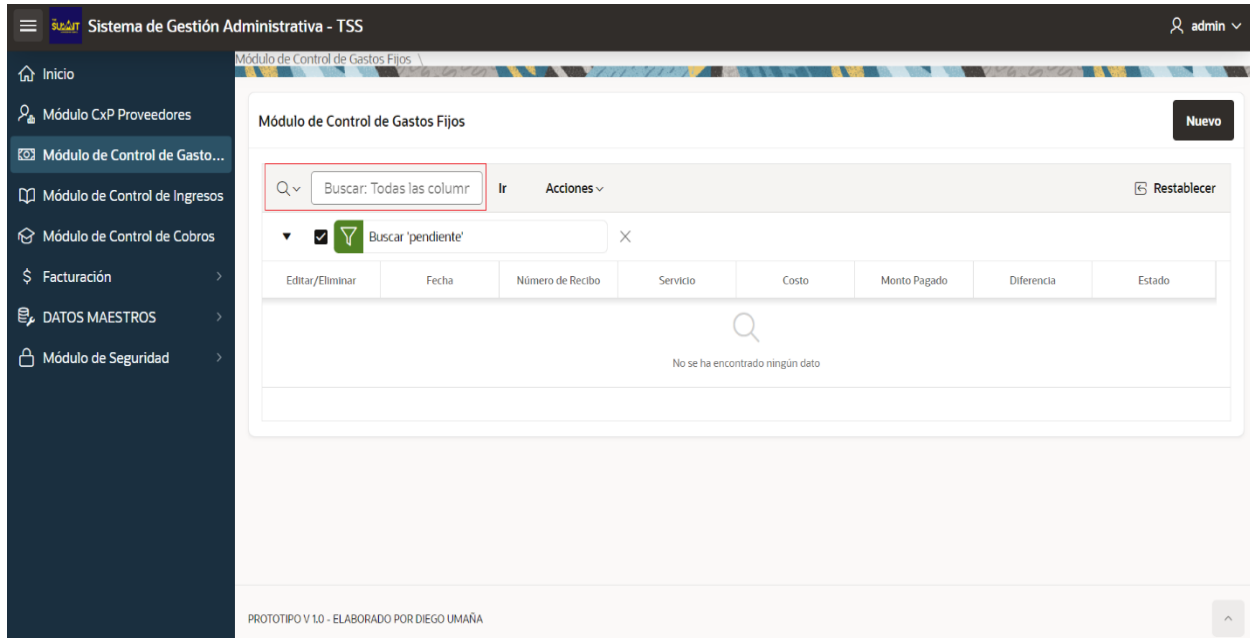 SUMMIT Sistema de Gestión Administrativa - TSS
admin
Inicio
Módulo CxP Proveedores
Módulo de Control de Gasto...
Módulo de Control de Ingresos
Módulo de Control de Cobros
Facturación
DATOS MAESTROS
Módulo de Seguridad
Módulo de Control de Gastos Fijos \
Módulo de Control de Gastos Fijos
Nuevo
Buscar: Todas las column
Ir
Acciones
Restablecer
Buscar 'pendiente'
Editar/Eliminar Fecha Número de Recibo Servicio Costo Monto Pagado Diferencia Estado
No se ha encontrado ningún dato
PROTOTIPO V 1.0 - ELABORADO POR DIEGO UMAÑA